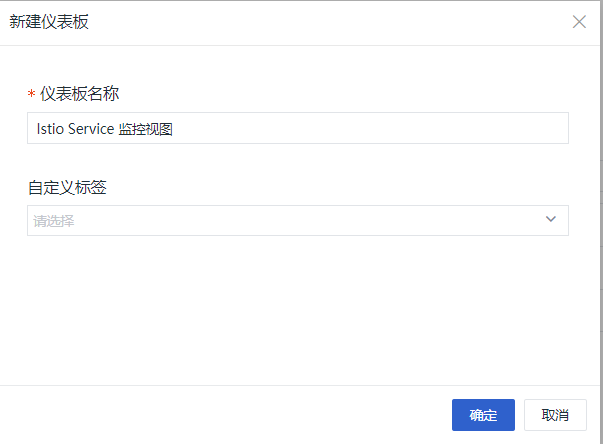 新建仪表板
* 仪表板名称
Istio Service 监控视图
自定义标签
请选择
确定 取消